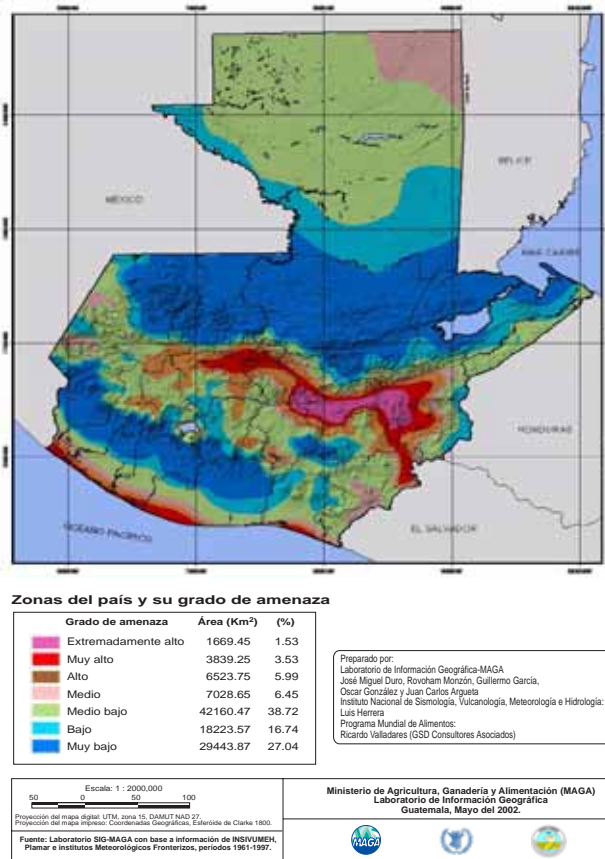 BELICE
MÉXICO
MAR CARIBE
HONDURAS
EL SALVADOR
OCÉANO PACÍFICO
Zonas del país y su grado de amenaza
Grado de amenaza Área (Km²) (%)
Extremadamente alto 1669.45 1.53
Muy alto 3839.25 3.53
Alto 6523.75 5.99
Medio 7028.65 6.45
Medio bajo 42160.47 38.72
Bajo 18223.57 16.74
Muy bajo 29443.87 27.04
Preparado por:
Laboratorio de Información Geográfica-MAGA
José Miguel Duro, Rovoham Monzón, Guillermo García,
Oscar González y Juan Carlos Argueta
Instituto Nacional de Sismología, Vulcanología, Meteorología e Hidrología:
Luis Herrera
Programa Mundial de Alimentos:
Ricardo Valladares (GSD Consultores Asociados)
Escala: 1 : 2000,000
50 0 50 100
Proyección del mapa digital: UTM, zona 15, DAMUT NAD 27.
Proyección del mapa impreso: Coordenadas Geográficas, Esferóide de Clarke 1800.
Fuente: Laboratorio SIG-MAGA con base a información de INSIVUMEH,
Planar e institutos Meteorológicos Fronterizos, períodos 1961-1997.
Ministerio de Agricultura, Ganadería y Alimentación (MAGA)
Laboratorio de Información Geográfica
Guatemala, Mayo del 2002.
MAGA